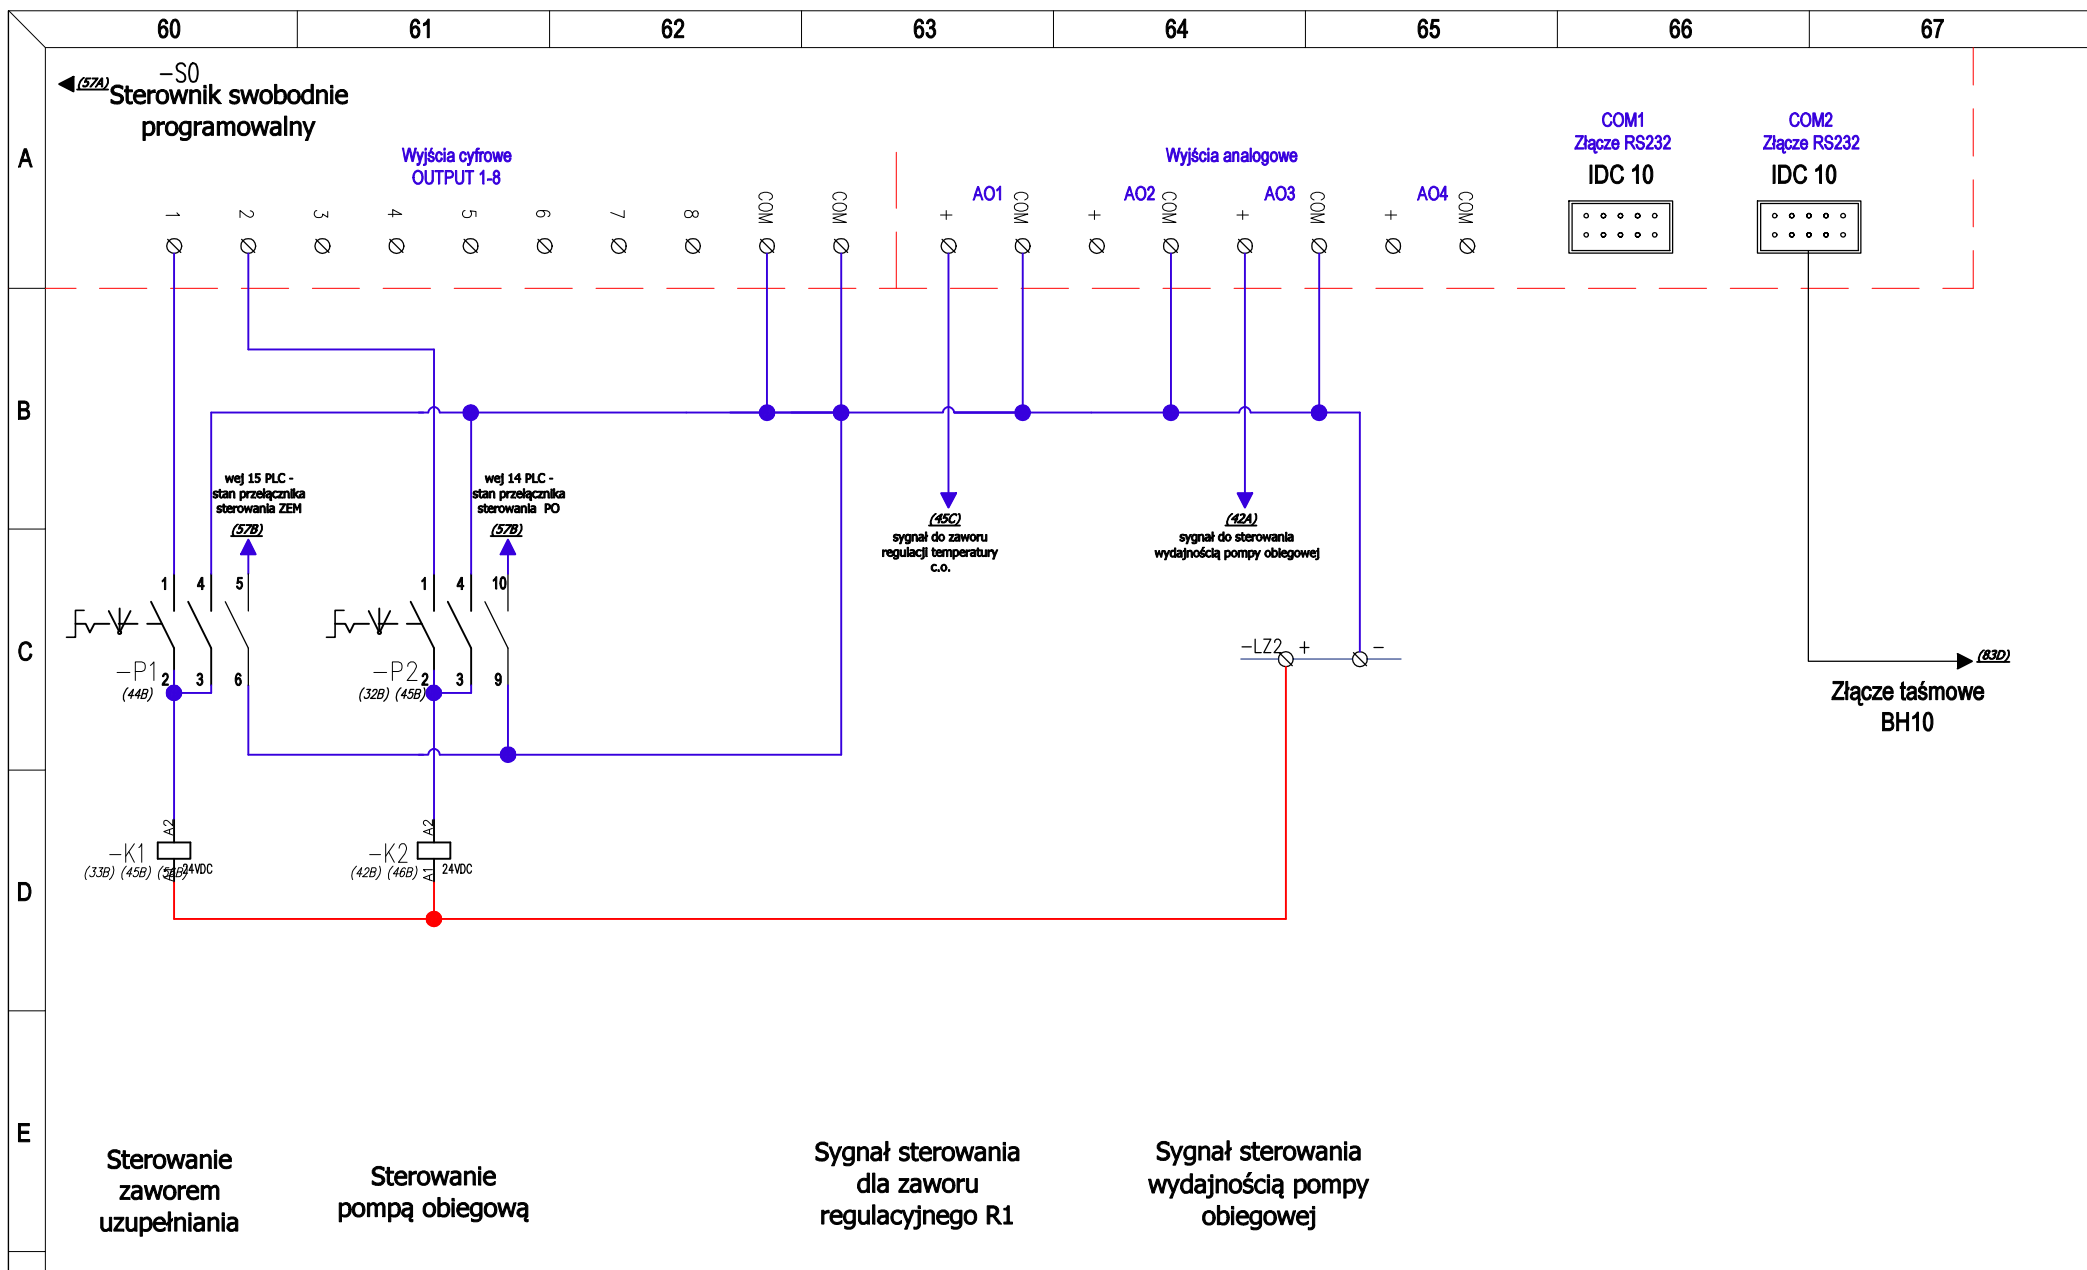 60 61 62 63 64 65 66 67
-S0
(57A) Sterownik swobodnie
programowalny
A
Wyjścia cyfrowe
OUTPUT 1-8
Wyjścia analogowe
COM1
Złącze RS232
IDC 10
COM2
Złącze RS232
IDC 10
1 2 3 4 5 6 7 8 COM COM + AO1 COM + AO2 COM + AO3 COM + AO4 COM
B
wej 15 PLC -
stan przełącznika
sterowania ZEM
(57B)
wej 14 PLC -
stan przełącznika
sterowania PO
(57B)
(45C)
sygnał do zaworu
regulacji temperatury
c.o.
(42A)
sygnał do sterowania
wydajnością pompy obiegowej
C
1 4 5
-P1
(44B)
2 3 6
1 4 10
-P2
(32B) (45B)
2 3 9
-LZ2 + -
(83D)
Złącze taśmowe
BH10
D
A2
-K1
(33B) (45B)
24VDC
A2
-K2
(42B) (46B)
A1
24VDC
E
Sterowanie
zaworem
uzupełniania
Sterowanie
pompą obiegową
Sygnał sterowania
dla zaworu
regulacyjnego R1
Sygnał sterowania
wydajnością pompy
obiegowej